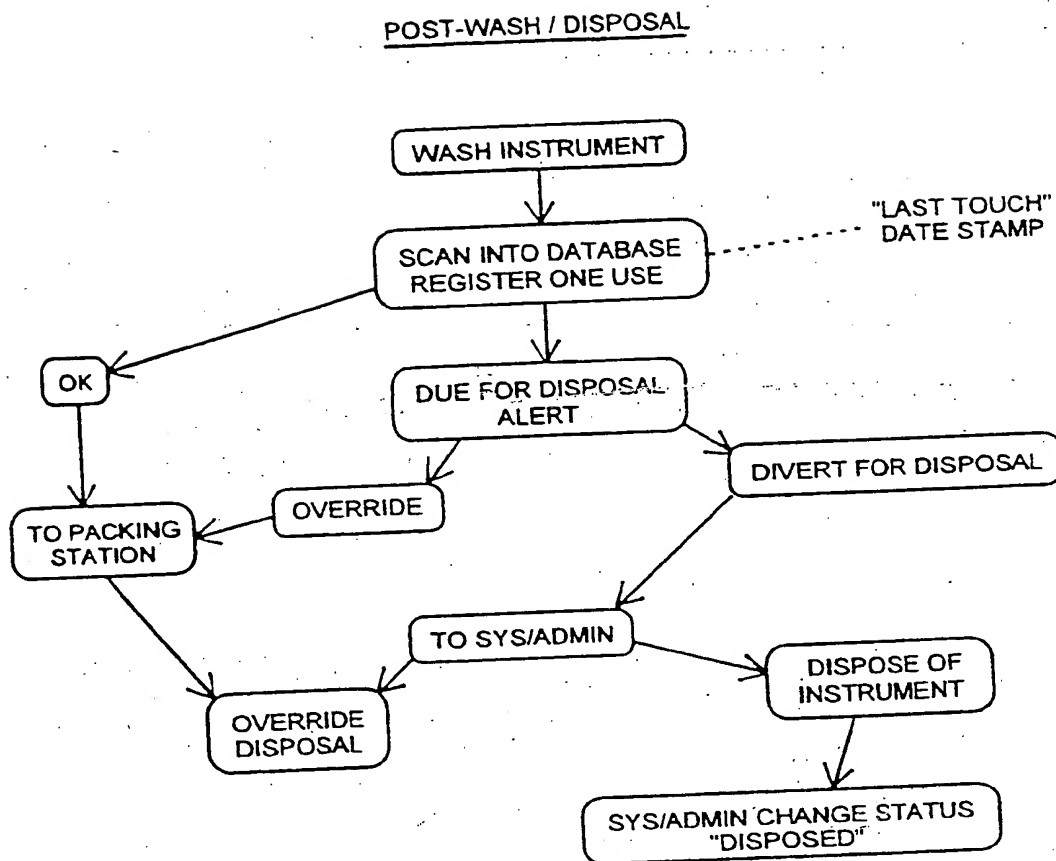 POST-WASH / DISPOSAL
WASH INSTRUMENT
"LAST TOUCH"
DATE STAMP
SCAN INTO DATABASE
REGISTER ONE USE
OK
DUE FOR DISPOSAL
ALERT
DIVERT FOR DISPOSAL
OVERRIDE
TO PACKING
STATION
TO SYS/ADMIN
DISPOSE OF
INSTRUMENT
OVERRIDE
DISPOSAL
SYS/ADMIN CHANGE STATUS
"DISPOSED"